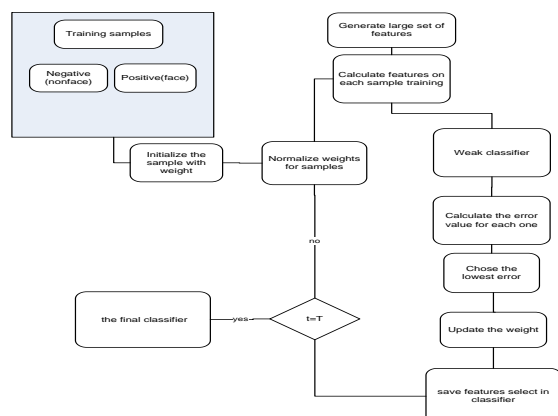 Training samples
Negative
(nonface)
Positive(face)
Initialize the
sample with
weight
Normalize weights
for samples
Generate large set of
features
Calculate features on
each sample training
Weak classifier
Calculate the error
value for each one
Chose the
lowest error
Update the weight
save features select in
classifier
t=T
no
yes
the final classifier